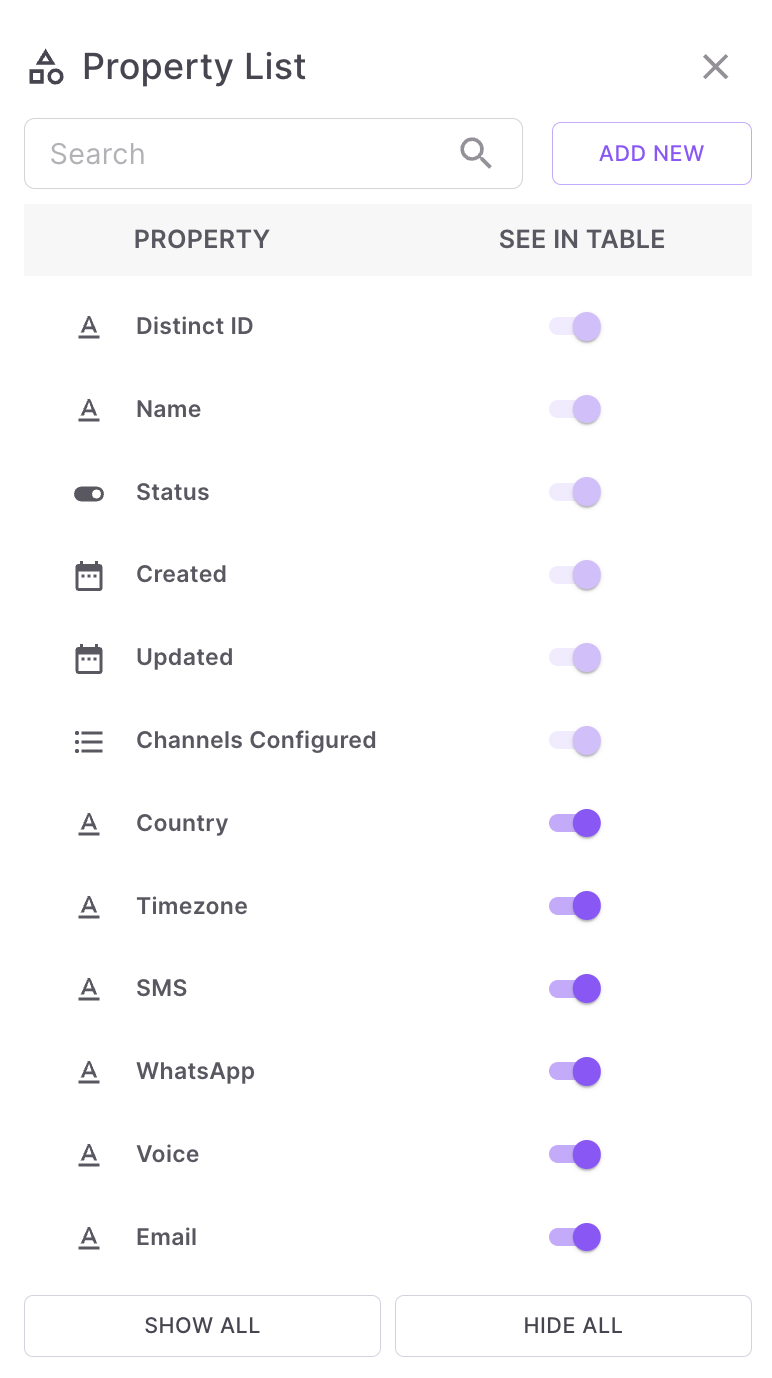 Property List
Search
ADD NEW
PROPERTY SEE IN TABLE
Distinct ID
Name
Status
Created
Updated
Channels Configured
Country
Timezone
SMS
WhatsApp
Voice
Email
SHOW ALL HIDE ALL